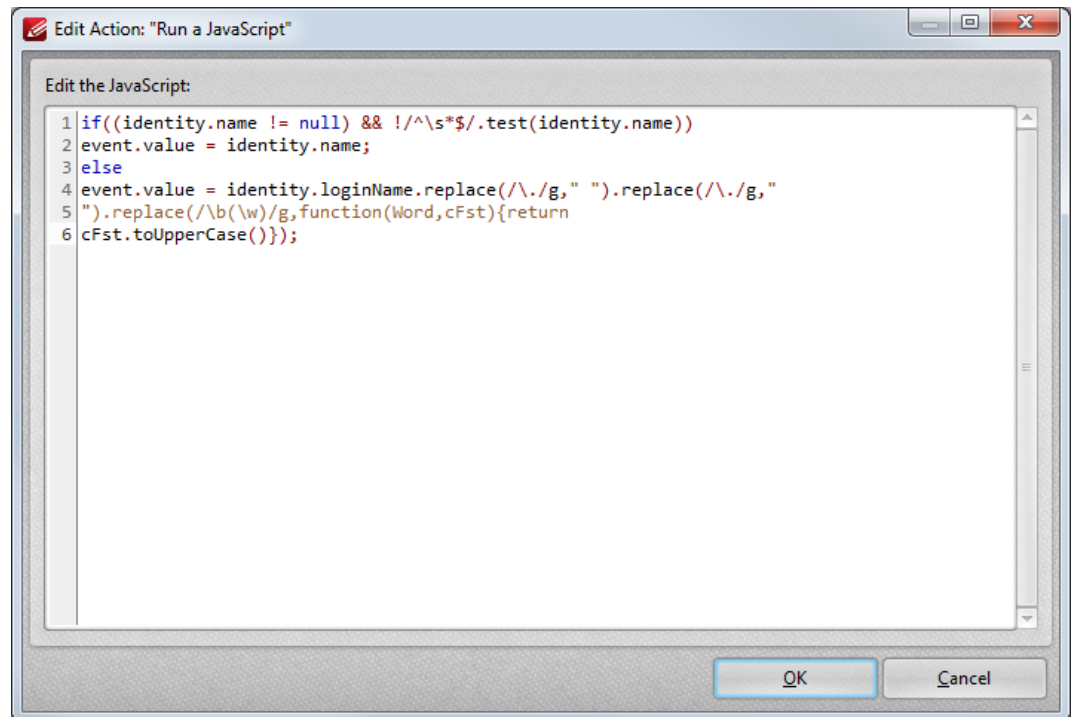 Edit Action: "Run a JavaScript"
Edit the JavaScript:
1 if((identity.name != null) && !/^\s*$/.test(identity.name))
2 event.value = identity.name;
3 else
4 event.value = identity.loginName.replace(/\./g," ").replace(/\./g,"
5 ").replace(/\b(\w)/g,function(Word,cFst){return
6 cFst.toUpperCase()});
OK Cancel